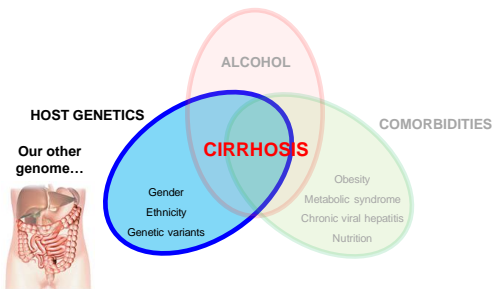 ALCOHOL
HOST GENETICS
COMORBIDITIES
Our other
genome…
CIRRHOSIS
Gender
Ethnicity
Genetic variants
Obesity
Metabolic syndrome
Chronic viral hepatitis
Nutrition